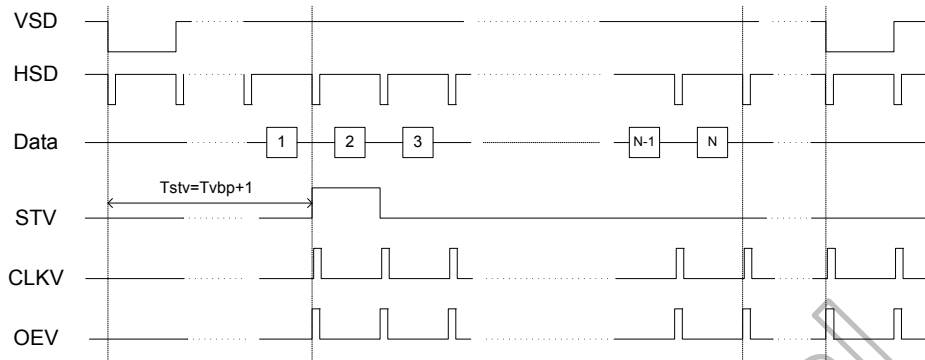 VSD
HSD
Data
1
2
3
N-1
N
Tstv=Tvbp+1
STV
CLKV
OEV